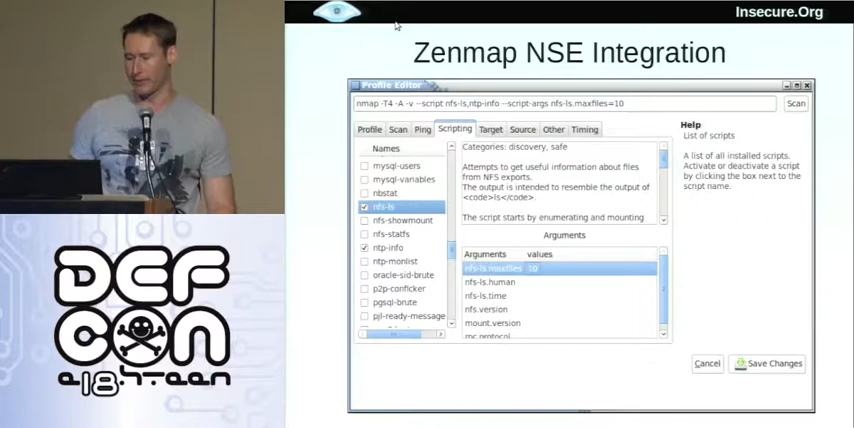 Insecure.Org
Zenmap NSE Integration
Profile Editor
nmap -T4 -A -v --script nfs-ls,ntp-info --script-args nfs-ls.maxfiles=10
Scan
Profile Scan Ping Scripting Target Source Other Timing
Names
mysql-users
mysql-variables
nbstat
nfs-ls
nfs-showmount
nfs-statfs
ntp-info
ntp-monlist
oracle-sid-brute
p2p-conficker
pgsql-brute
pjl-ready-message
Categories: discovery, safe
Attempts to get useful information about files
from NFS exports.
The output is intended to resemble the output of
<code>ls</code>.
The script starts by enumerating and mounting
Arguments
Arguments values
nfs-ls.maxfiles 10
nfs-ls.human
nfs-ls.time
nfs.version
mount.version
rpc.protocol
Help
List of scripts
A list of all installed scripts.
Activate or deactivate a script
by clicking the box next to the
script name.
Cancel
Save Changes
DEF
CON
e18hteen